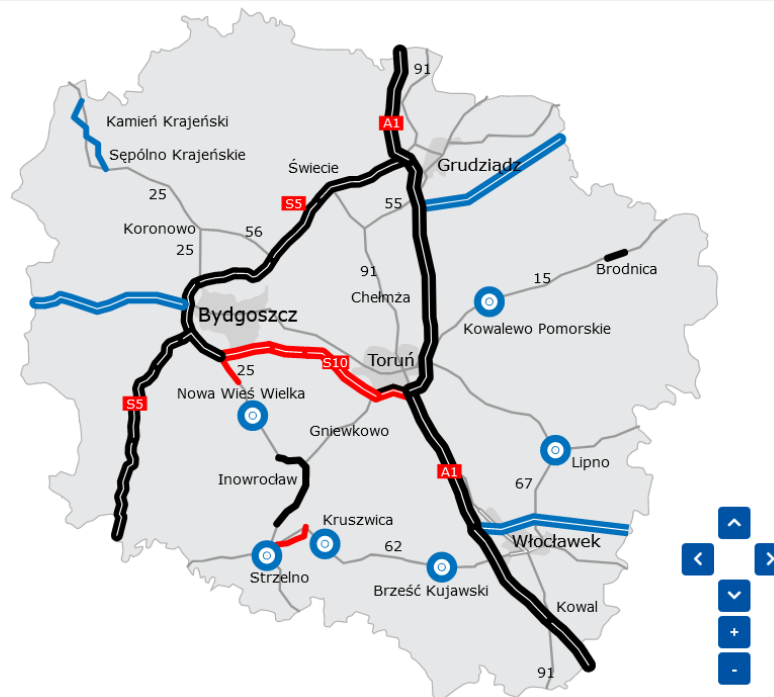 91
Kamień Krajeński
A1
Sępólno Krajeńskie
Świecie
Grudziądz
25
S5
55
Koronowo
56
25
91
15
Brodnica
Chełmża
Bydgoszcz
Kowalewo Pomorskie
Toruń
S10
25
Nowa Wieś Wielka
S5
Gniewkowo
Lipno
A1
Inowrocław
67
Kruszwica
Włocławek
62
Strzelno
Brześć Kujawski
Kowal
+
91
-